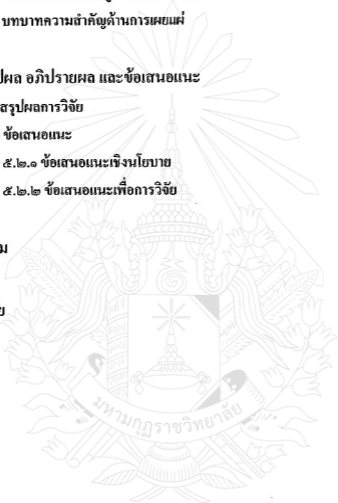 บทบาทความสำคัญด้านการเผยแผ่
ปผล อภิปรายผล และข้อเสนอแนะ
สรุปผลการวิจัย
ข้อเสนอแนะ
๕.๒.๑ ข้อเสนอแนะเชิงนโยบาย
๕.๒.๒ ข้อเสนอแนะเพื่อการวิจัย
ม
ย
มหามกุฏราชวิทยาลัย